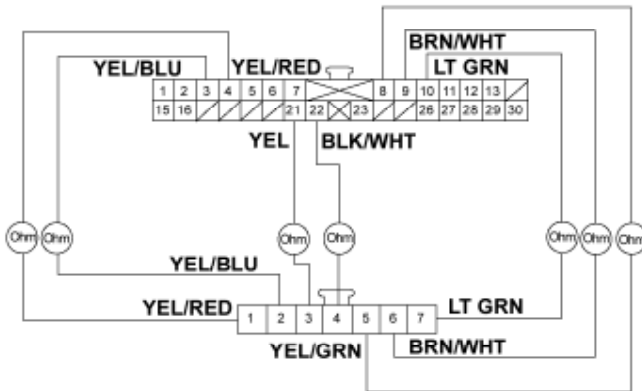 BRN/WHT
YEL/BLU YEL/RED LT GRN
1 2 3 4 5 6 7 8 9 10 11 12 13
15 16 21 22 23 26 27 28 29 30
YEL BLK/WHT
Ohm Ohm Ohm Ohm Ohm Ohm Ohm
YEL/BLU
YEL/RED 1 2 3 4 5 6 7 LT GRN
YEL/GRN BRN/WHT